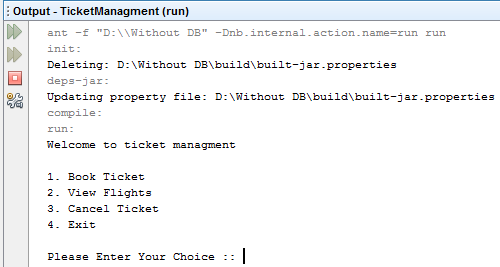 Output - TicketManagment (run)
ant -f "D:\\Without DB" -Dnb.internal.action.name=run run
init:
Deleting: D:\Without DB\build\built-jar.properties
deps-jar:
Updating property file: D:\Without DB\build\built-jar.properties
compile:
run:
Welcome to ticket managment
1. Book Ticket
2. View Flights
3. Cancel Ticket
4. Exit
Please Enter Your Choice ::